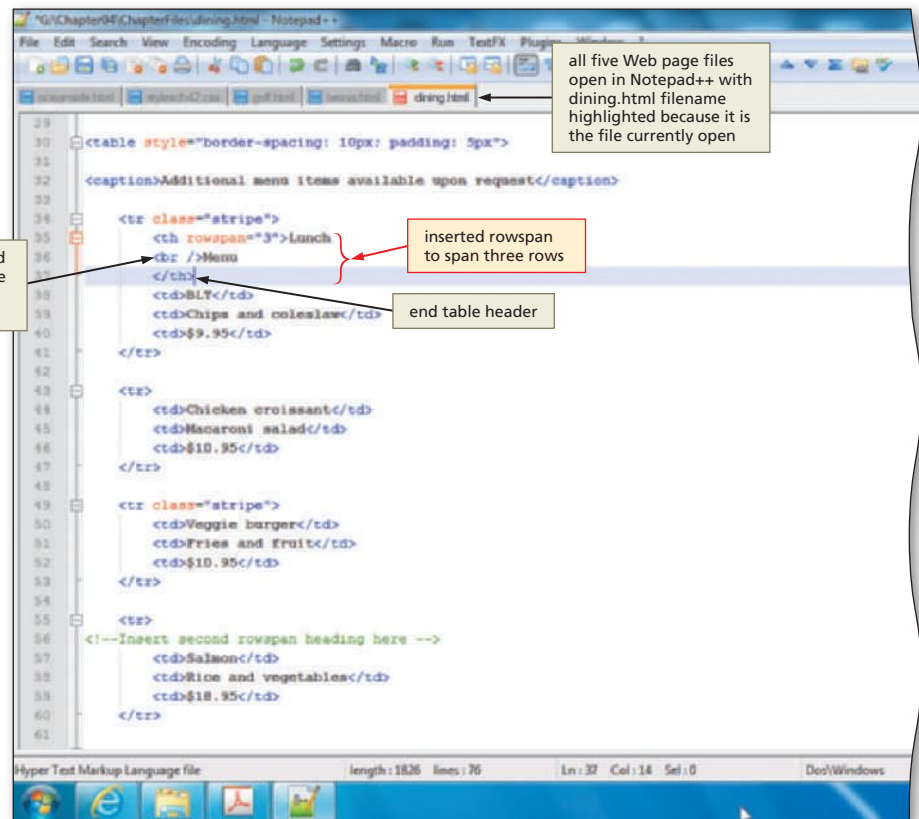 *G:\Chapter04\ChapterFiles\dining.html - Notepad++
File Edit Search View Encoding Language Settings Macro Run TextFX Plugins Window ?
golf.html dining.html
all five Web page files
open in Notepad++ with
dining.html filename
highlighted because it is
the file currently open
29
30 <table style="border-spacing: 10px; padding: 5px">
31
32 <caption>Additional menu items available upon request</caption>
33
34 <tr class="stripe">
35 <th rowspan="3">Lunch
36 <br />Menu
37 </th>
inserted rowspan
to span three rows
end table header
38 <td>BLT</td>
39 <td>Chips and coleslaw</td>
40 <td>$9.95</td>
41 </tr>
42
43 <tr>
44 <td>Chicken croissant</td>
45 <td>Macaroni salad</td>
46 <td>$10.95</td>
47 </tr>
48
49 <tr class="stripe">
50 <td>Veggie burger</td>
51 <td>Fries and fruit</td>
52 <td>$10.95</td>
53 </tr>
54
55 <tr>
56 <!--Insert second rowspan heading here -->
57 <td>Salmon</td>
58 <td>Rice and vegetables</td>
59 <td>$18.95</td>
60 </tr>
61
Hyper Text Markup Language file length : 1826 lines : 76 Ln : 37 Col : 14 Sel : 0 Dos\Windows